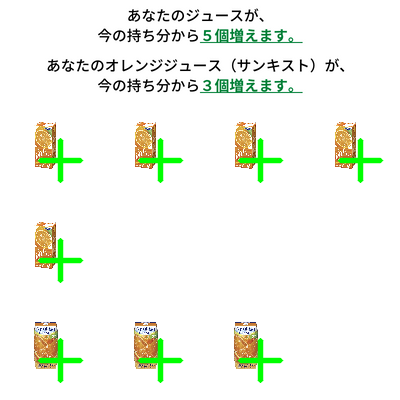 あなたのジュースが、
今の持ち分から５個増えます。
あなたのオレンジジュース（サンキスト）が、
今の持ち分から３個増えます。